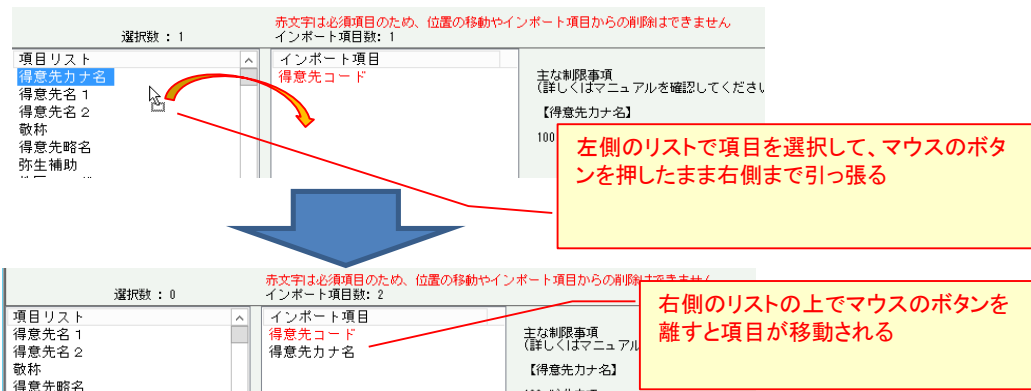 赤文字は必須項目のため、位置の移動やインポート項目からの削除はできません
選択数 : 1
インポート項目数: 1
項目リスト
インポート項目
得意先カナ名
得意先コード
得意先名1
得意先名2
敬称
得意先略名
弥生補助
主な制限事項
(詳しくはマニュアルを確認してくださ
【得意先カナ名】
100
左側のリストで項目を選択して、マウスのボタ
ンを押したまま右側まで引っ張る
赤文字は必須項目のため、位置の移動やインポート項目からの削除はできません
選択数 : 0
インポート項目数: 2
項目リスト
インポート項目
得意先名1
得意先コード
得意先名2
得意先カナ名
敬称
得意先略名
主な制限事項
(詳しくはマニュアル
【得意先カナ名】
右側のリストの上でマウスのボタンを
離すと項目が移動される